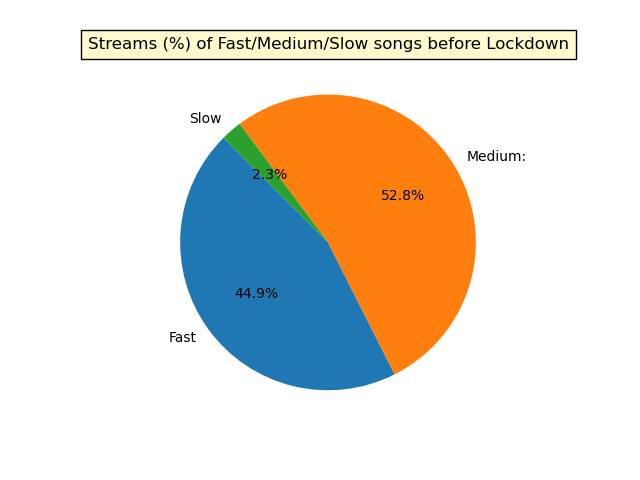 Streams (%) of Fast/Medium/Slow songs before Lockdown
Slow
Medium:
2.3%
52.8%
44.9%
Fast